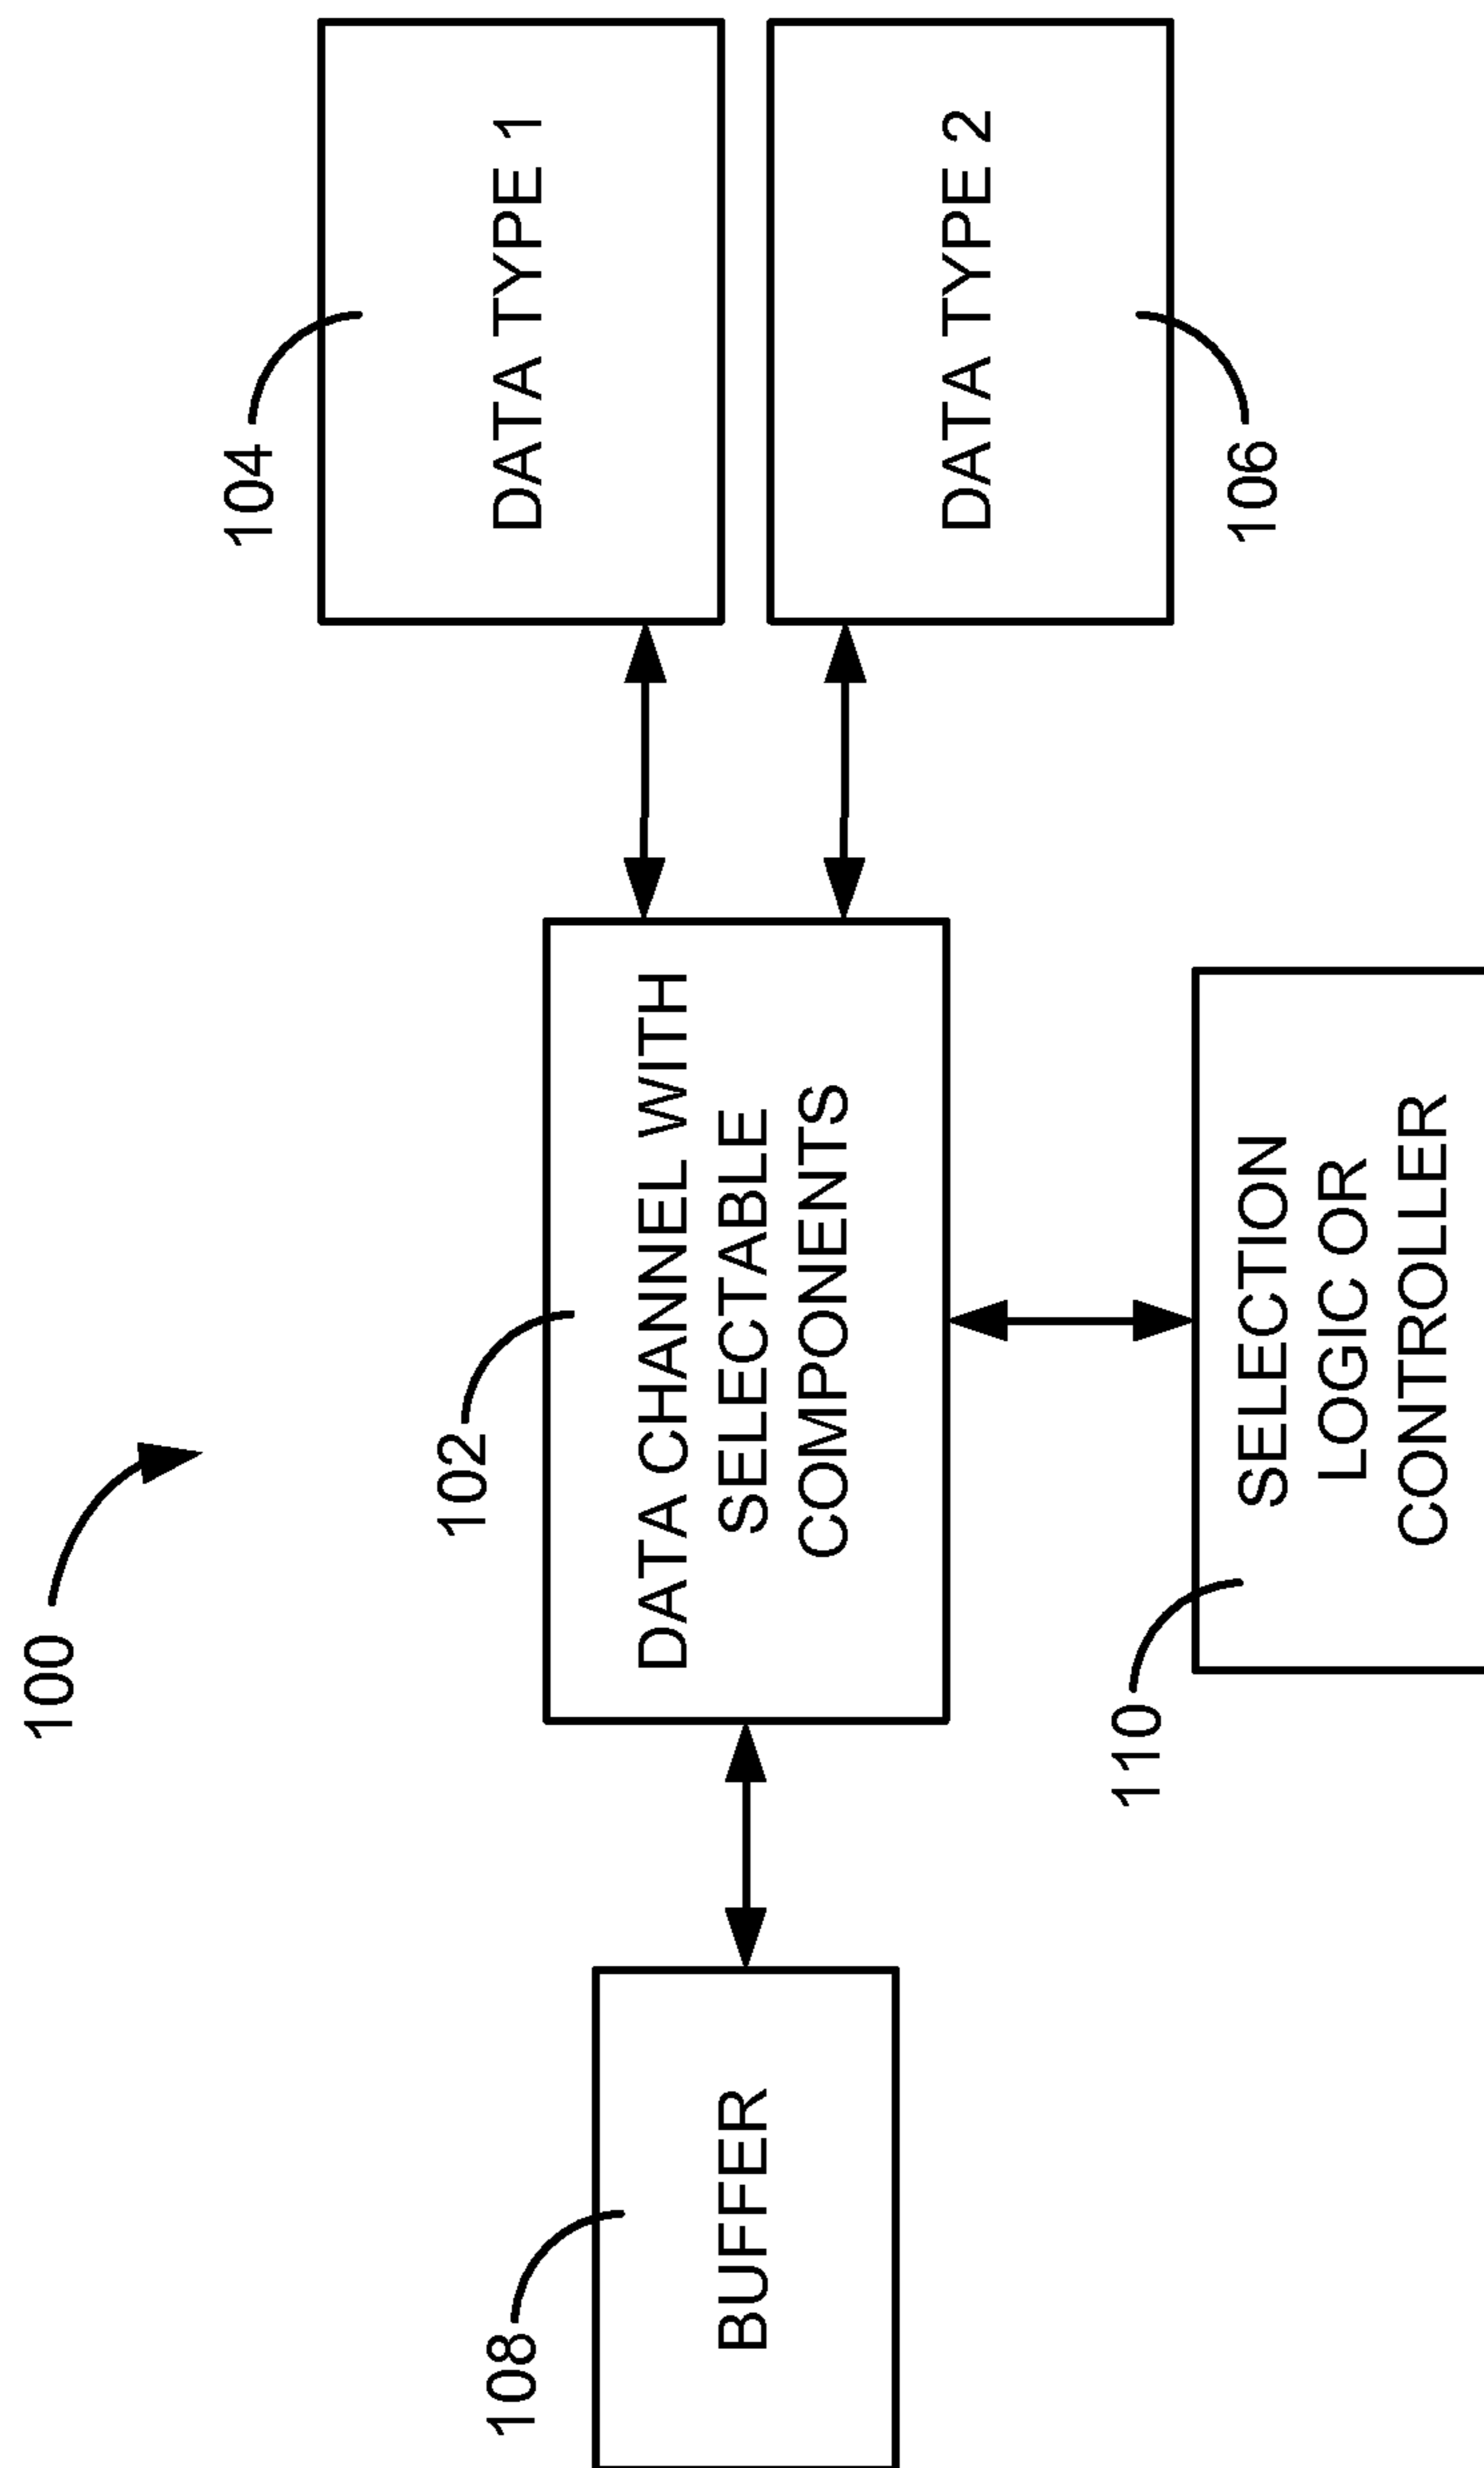 100
108
BUFFER
102
DATA CHANNEL WITH
SELECTABLE
COMPONENTS
104
DATA TYPE 1
DATA TYPE 2
106
110
SELECTION
LOGIC OR
CONTROLLER